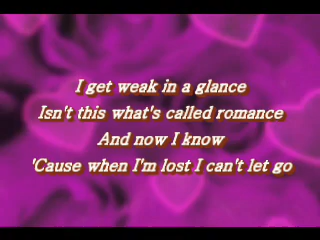 I get weak in a glance
Isn't this what's called romance
And now I know
'Cause when I'm lost I can't let go